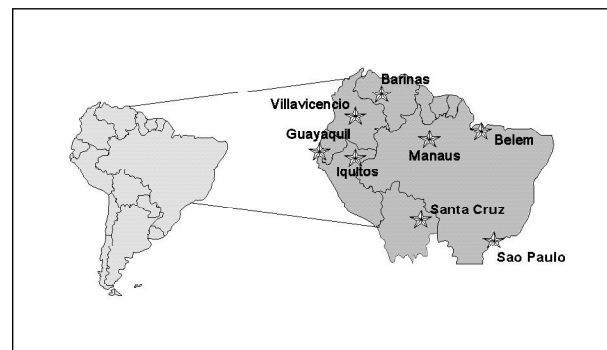 Barinas
Villavicencio
Guayaquil
Belem
Manaus
Iquitos
Santa Cruz
Sao Paulo